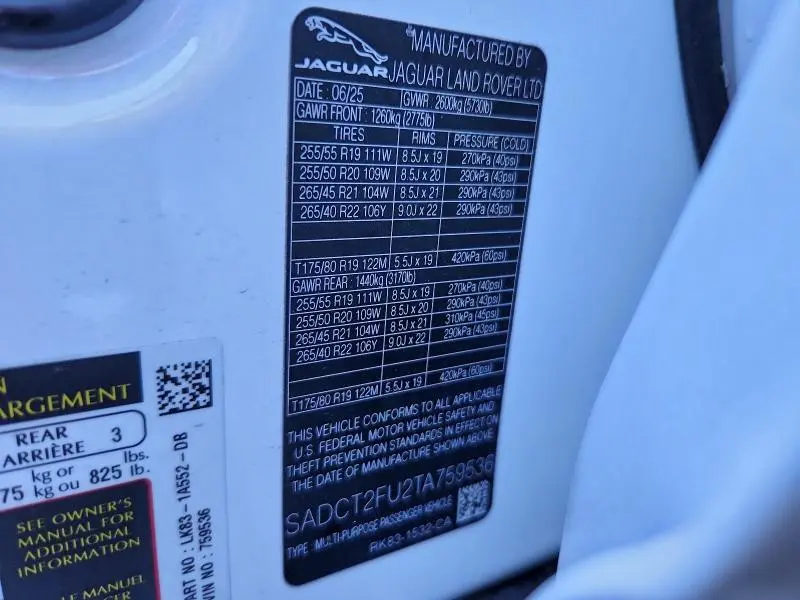 JAGUAR
MANUFACTURED BY
JAGUAR LAND ROVER LTD
DATE: 06/25 GVWR: 2600kg (5730lb)
GAWR FRONT: 1260kg (2775lb)
TIRES RIMS PRESSURE (COLD)
255/55 R19 111W 8.5J x 19 270kPa (40psi)
255/50 R20 109W 8.5J x 20 290kPa (43psi)
265/45 R21 104W 8.5J x 21 290kPa (43psi)
265/40 R22 106Y 9.0J x 22 290kPa (43psi)
T175/80 R19 122M 5.5J x 19 420kPa (60psi)
GAWR REAR: 1440kg (3170lb)
255/55 R19 111W 8.5J x 19 270kPa (40psi)
255/50 R20 109W 8.5J x 20 290kPa (43psi)
265/45 R21 104W 8.5J x 21 310kPa (45psi)
265/40 R22 106Y 9.0J x 22 290kPa (43psi)
T175/80 R19 122M 5.5J x 19 420kPa (60psi)
THIS VEHICLE CONFORMS TO ALL APPLICABLE
U.S. FEDERAL MOTOR VEHICLE SAFETY AND
THEFT PREVENTION STANDARDS IN EFFECT ON
THE DATE OF MANUFACTURE SHOWN ABOVE
SADCT2FU2TA759536
TYPE: MULTI-PURPOSE PASSENGER VEHICLE
RK83-1532-CA
N
ARGEMENT
REAR
ARRIÈRE 3
75 kg or
kg ou 825 lbs.
lb.
SEE OWNER'S
MANUAL FOR
ADDITIONAL
INFORMATION
LE MANUEL
ART NO: LK83-1A552-DB
VIN NO: 759536